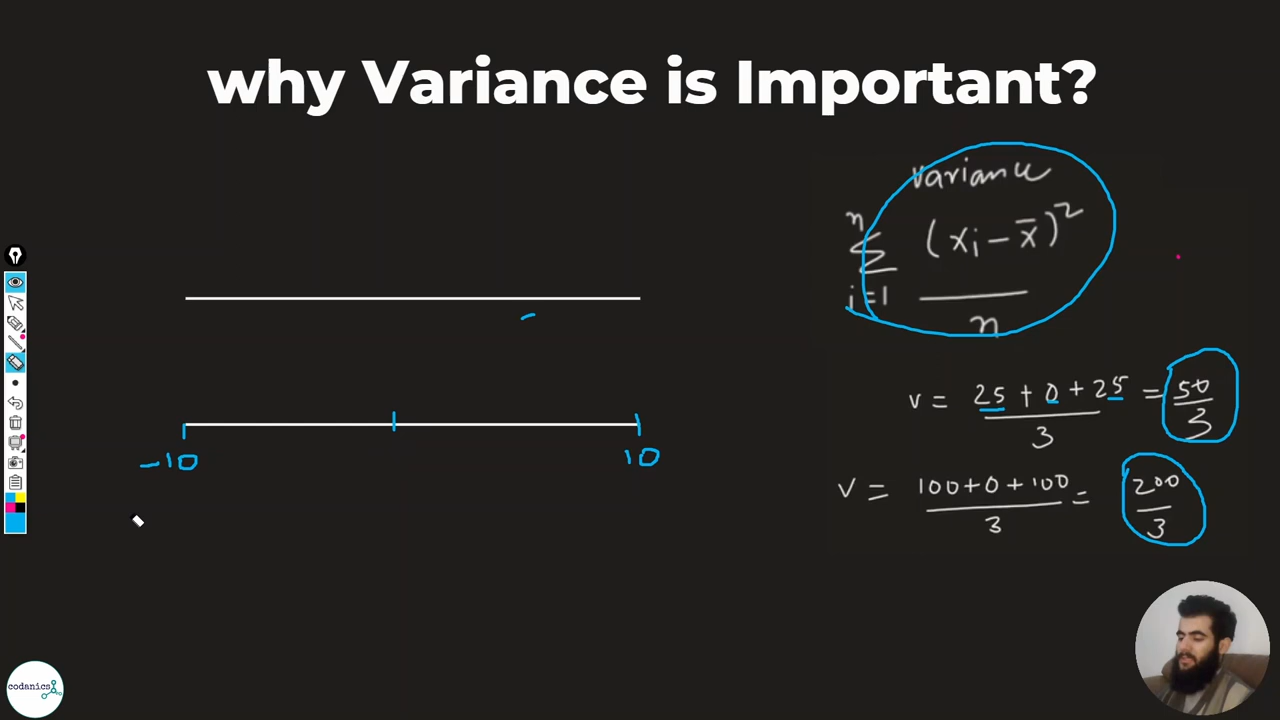 why Variance is Important?
variance
n
Σ (xi - x̄)²
i=1 n
v = 25 + 0 + 25 = 50
3 3
-10 10
v = 100 + 0 + 100 = 200
3 3
codanics